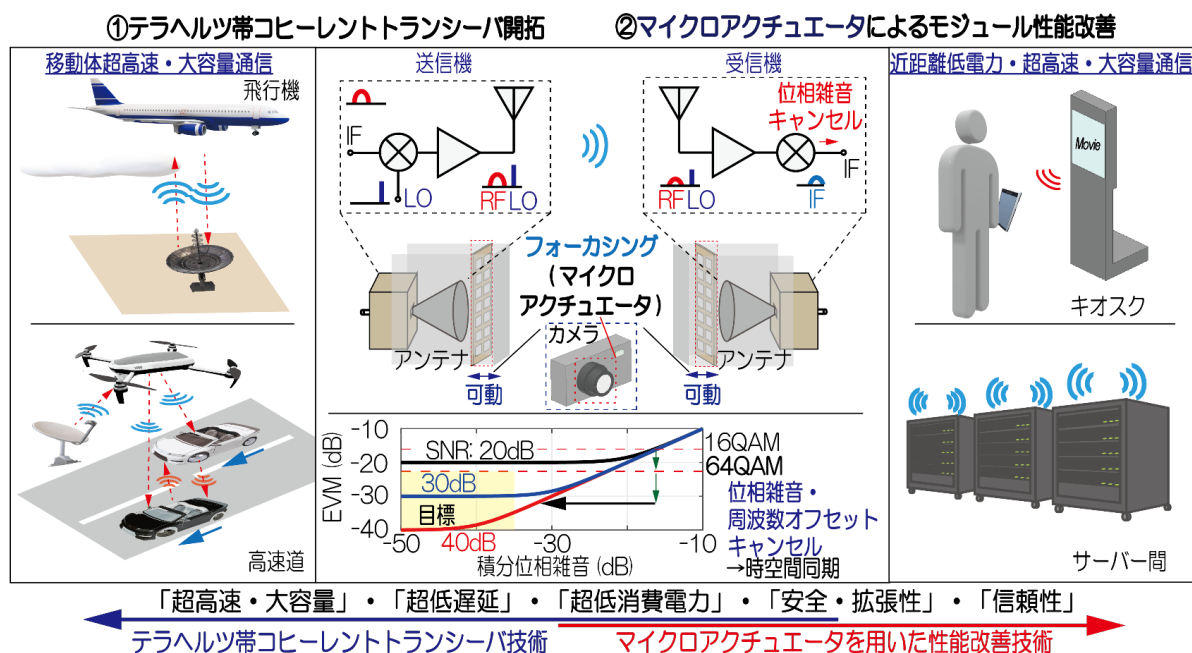 ①テラヘルツ帯コヒーレントトランシーバ開拓
②マイクロアクチュエータによるモジュール性能改善
移動体超高速・大容量通信
飛行機
高速道
送信機
IF
LO
RF LO
受信機
位相雑音
キャンセル
IF
RF LO
IF
フォーカシング
(マイクロ
アクチュエータ)
カメラ
アンテナ
可動
アンテナ
可動
EVM (dB)
-10
-20
-30
-40
SNR: 20dB
30dB
目標
40dB
-50
-30
-10
積分位相雑音 (dB)
16QAM
64QAM
位相雑音・
周波数オフセット
キャンセル
→時空間同期
近距離低電力・超高速・大容量通信
Movie
キオスク
サーバー間
「超高速・大容量」・「超低遅延」・「超低消費電力」・「安全・拡張性」・「信頼性」
テラヘルツ帯コヒーレントトランシーバ技術
マイクロアクチュエータを用いた性能改善技術